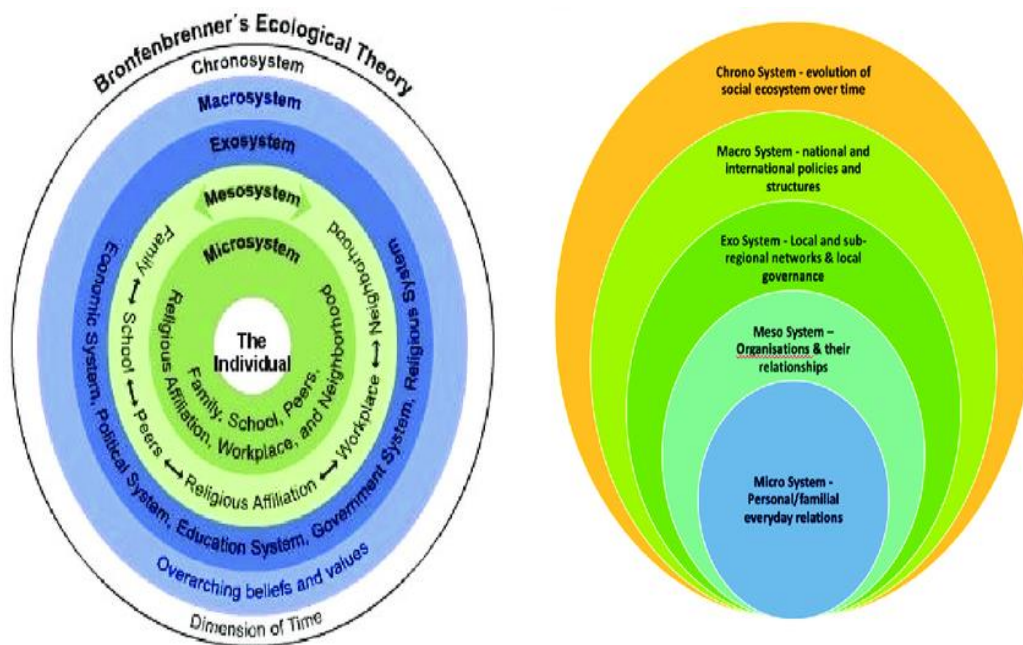 Bronfenbrenner´s Ecological Theory
Chronosystem
Macrosystem
Exosystem
Mesosystem
Microsystem
The
Individual
Family, School, Peers,
Religious Affiliation, Workplace, and Neighborhood
Family ↔ School ↔ Peers ↔ Religious Affiliation ↔ Workplace ↔ Neighborhood
Economic System, Political System, Education System, Government System, Religious System
Overarching beliefs and values
Dimension of Time
Chrono System - evolution of
social ecosystem over time
Macro System - national and
international policies and
structures
Exo System - Local and sub-
regional networks & local
governance
Meso System –
Organisations & their
relationships
Micro System -
Personal/familial
everyday relations